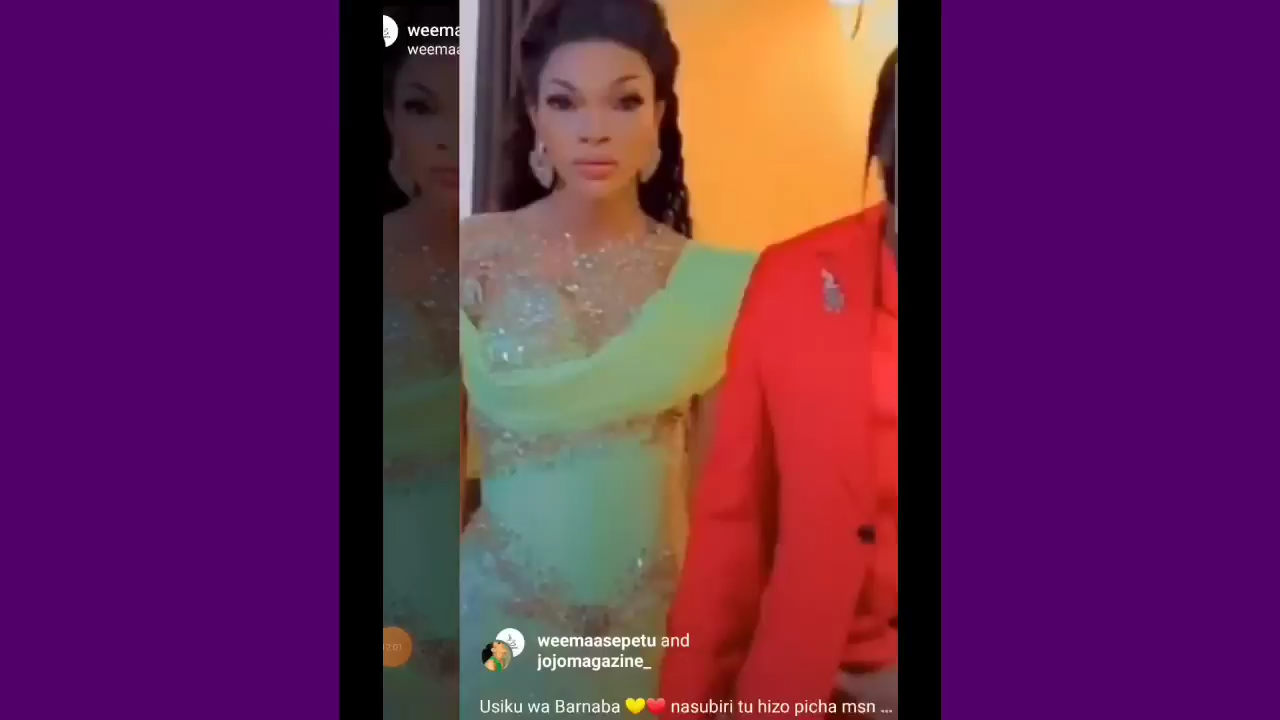 weema
weemaa
weemaasepetu and
jojomagazine_
Usiku wa Barnaba 💛❤️ nasubiri tu hizo picha msn ...